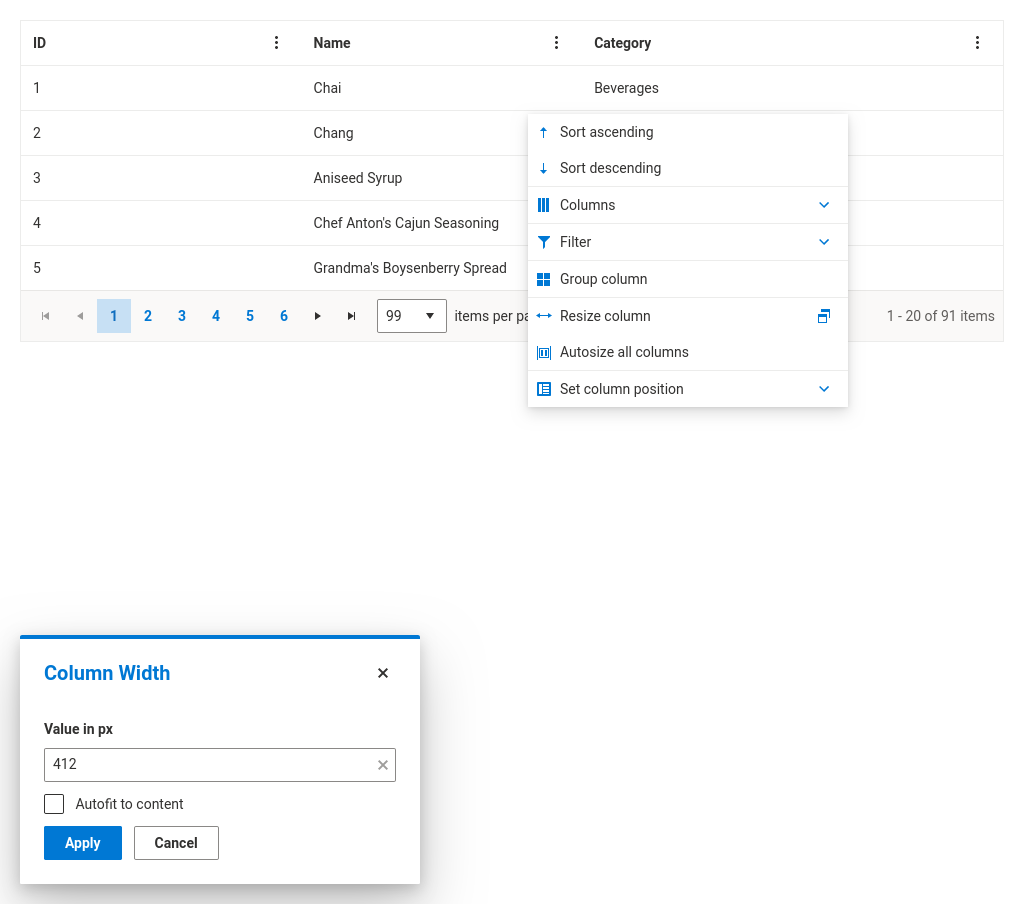 ID Name Category
1 Chai Beverages
2 Chang
Sort ascending
Sort descending
3 Aniseed Syrup
Columns
4 Chef Anton's Cajun Seasoning
Filter
5 Grandma's Boysenberry Spread
Group column
1 2 3 4 5 6 99 items per pa
Resize column
1 - 20 of 91 items
Autosize all columns
Set column position
Column Width
Value in px
412
Autofit to content
Apply Cancel